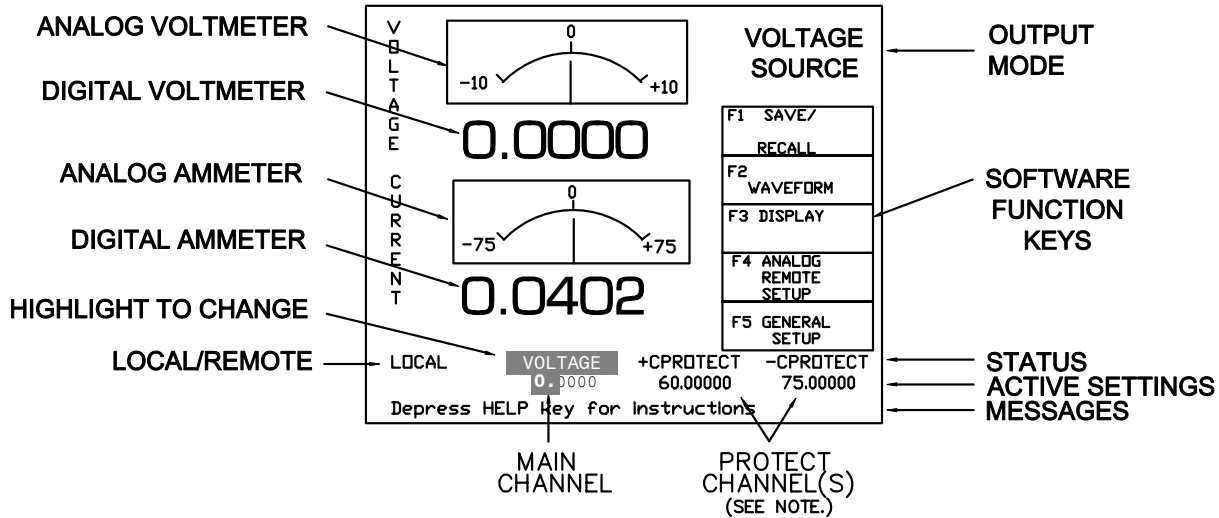 ANALOG VOLTMETER
DIGITAL VOLTMETER
ANALOG AMMETER
DIGITAL AMMETER
HIGHLIGHT TO CHANGE
LOCAL/REMOTE
VOLTAGE
CURRENT
0
-10
+10
0.0000
0
-75
+75
0.0402
VOLTAGE
SOURCE
F1 SAVE/
RECALL
F2
WAVEFORM
F3 DISPLAY
F4 ANALOG
REMOTE
SETUP
F5 GENERAL
SETUP
LOCAL VOLTAGE +CPROTECT -CPROTECT
0.0000 60.00000 75.00000
Depress HELP key for Instructions
OUTPUT
MODE
SOFTWARE
FUNCTION
KEYS
STATUS
ACTIVE SETTINGS
MESSAGES
MAIN
CHANNEL
PROTECT
CHANNEL(S)
(SEE NOTE.)